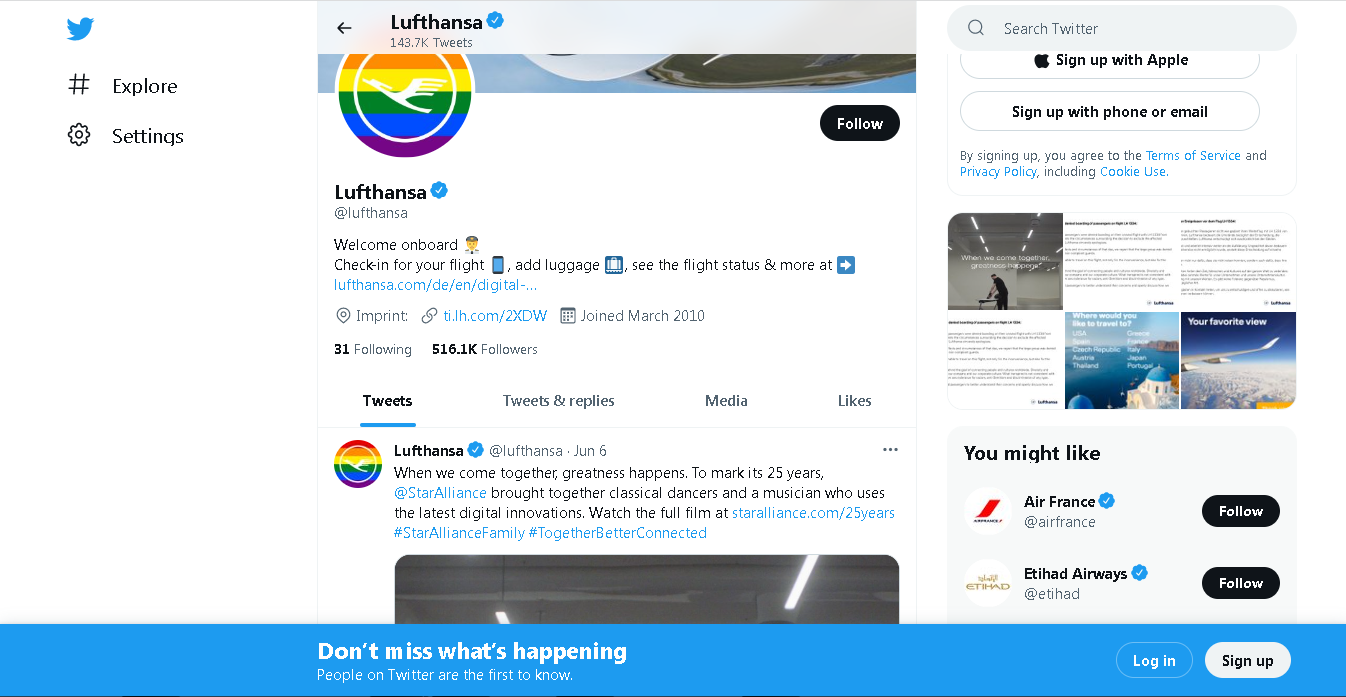 Lufthansa
143.7K Tweets
Search Twitter
Explore
Settings
Sign up with Apple
Sign up with phone or email
By signing up, you agree to the Terms of Service and
Privacy Policy, including Cookie Use.
Follow
Lufthansa
@lufthansa
Welcome onboard 👨‍✈️
Check-in for your flight 📱, add luggage 🧳, see the flight status & more at ➡️
lufthansa.com/de/en/digital-...
Imprint: ti.lh.com/2XDW Joined March 2010
31 Following 516.1K Followers
Tweets Tweets & replies Media Likes
Lufthansa @lufthansa · Jun 6
When we come together, greatness happens. To mark its 25 years,
@StarAlliance brought together classical dancers and a musician who uses
the latest digital innovations. Watch the full film at staralliance.com/25years
#StarAllianceFamily #TogetherBetterConnected
When we come together,
greatness happens.
Lufthansa
Lufthansa
Lufthansa
Where would you
like to travel to?
USA
Spain
Czech Republic
Austria
Thailand
Greece
France
Italy
Japan
Portugal
Your favorite view
You might like
AIRFRANCE
Air France
@airfrance
Follow
ETIHAD
Etihad Airways
@etihad
Follow
Don't miss what's happening
People on Twitter are the first to know.
Log in
Sign up